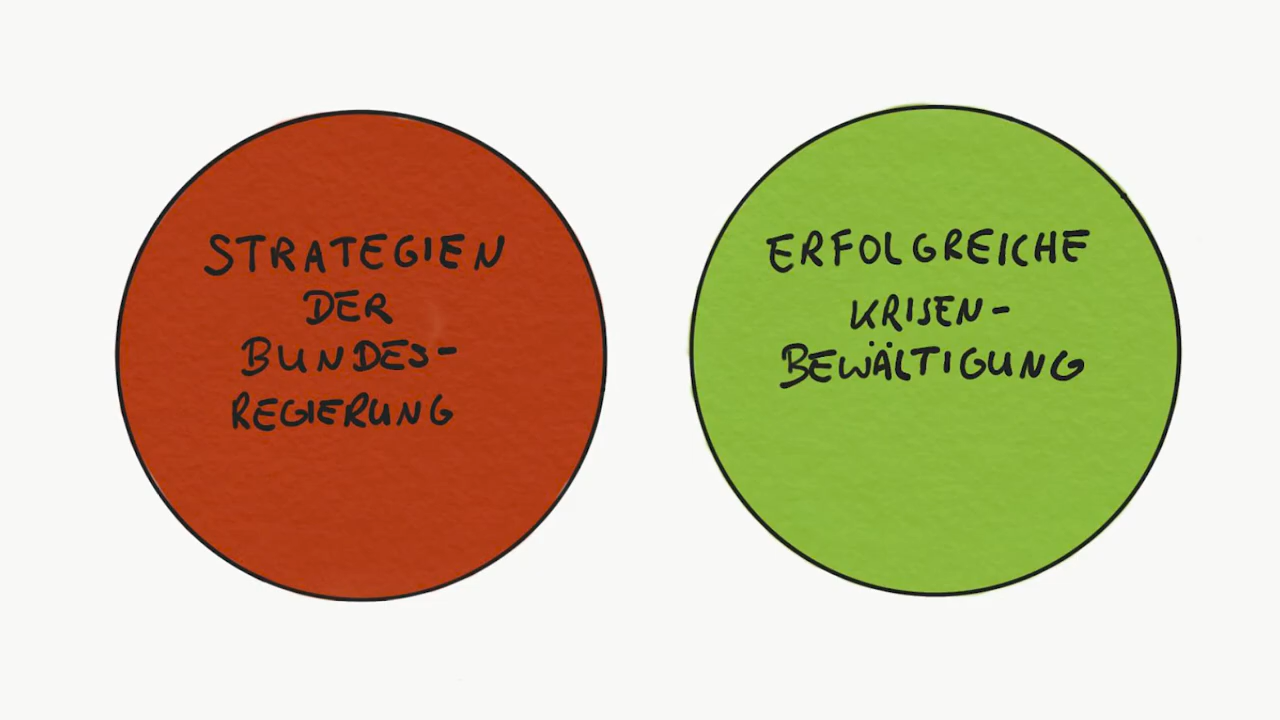 STRATEGIEN
DER
BUNDES-
REGIERUNG
ERFOLGREICHE
KRISEN-
BEWÄLTIGUNG